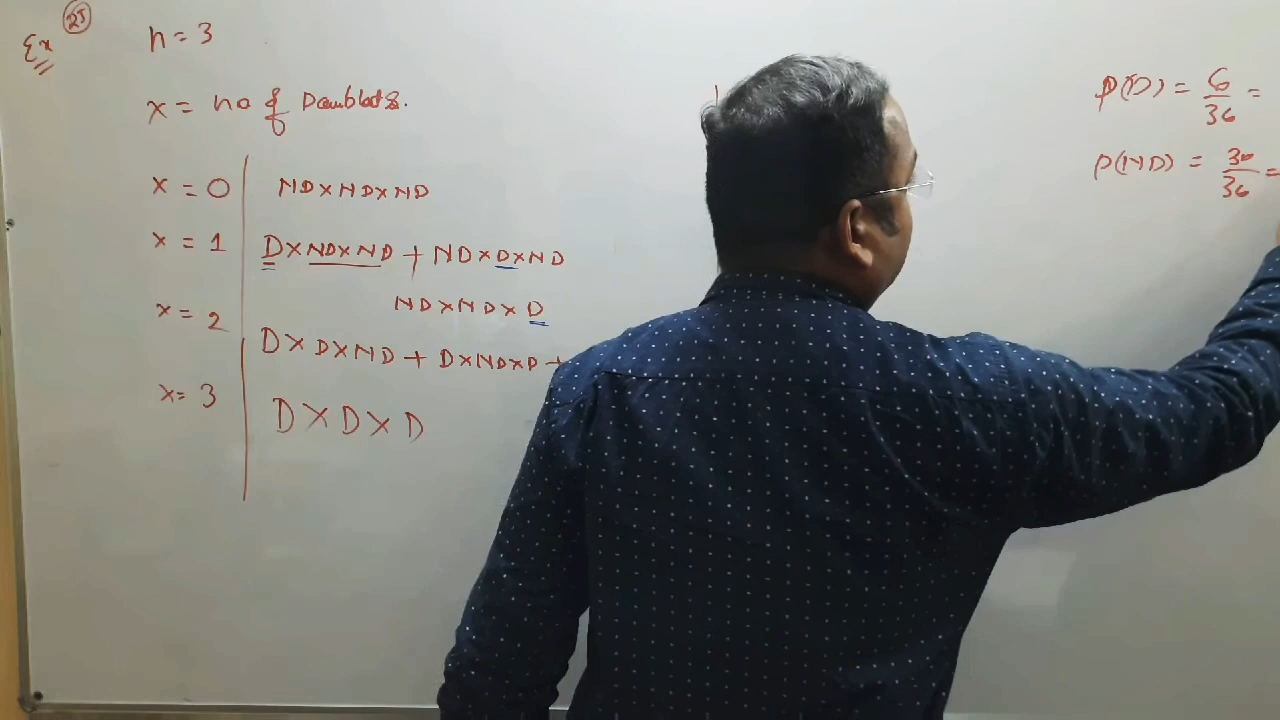 Ex 25
n = 3
x = no of Doublets.
x = 0 ND×ND×ND
x = 1 D×ND×ND + ND×D×ND
ND×ND×D
x = 2 D×D×ND + D×ND×D +
x = 3 D×D×D
P(D) = 6/36 =
P(ND) = 30/36 =